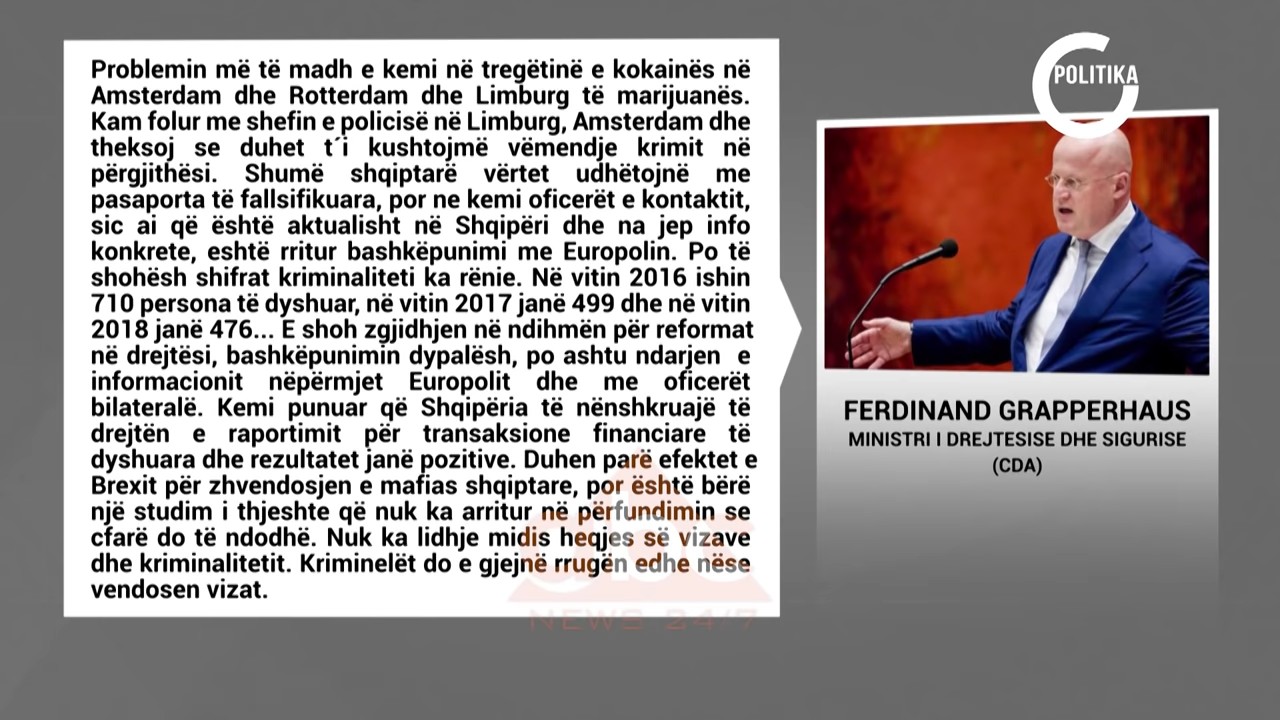 Problemin më të madh e kemi në tregëtinë e kokainës në
Amsterdam dhe Rotterdam dhe Limburg të marijuanës.
Kam folur me shefin e policisë në Limburg, Amsterdam dhe
theksoj se duhet t´i kushtojmë vëmendje krimit në
përgjithësi. Shumë shqiptarë vërtet udhëtojnë me
pasaporta të fallsifikuara, por ne kemi oficerët e kontaktit,
sic ai që është aktualisht në Shqipëri dhe na jep info
konkrete, eshtë rritur bashkëpunimi me Europolin. Po të
shohësh shifrat kriminaliteti ka rënie. Në vitin 2016 ishin
710 persona të dyshuar, në vitin 2017 janë 499 dhe në vitin
2018 janë 476... E shoh zgjidhjen në ndihmën për reformat
në drejtësi, bashkëpunimin dypalësh, po ashtu ndarjen e
informacionit nëpërmjet Europolit dhe me oficerët
bilateralë. Kemi punuar që Shqipëria të nënshkruajë të
drejtën e raportimit për transaksione financiare të
dyshuara dhe rezultatet janë pozitive. Duhen parë efektet e
Brexit për zhvendosjen e mafias shqiptare, por është bërë
një studim i thjeshte që nuk ka arritur në përfundimin se
cfarë do të ndodhë. Nuk ka lidhje midis heqjes së vizave
dhe kriminalitetit. Kriminelët do e gjejnë rrugën edhe nëse
vendosen vizat.
abc
NEWS 24/7
POLITIKA
FERDINAND GRAPPERHAUS
MINISTRI I DREJTESISE DHE SIGURISE
(CDA)